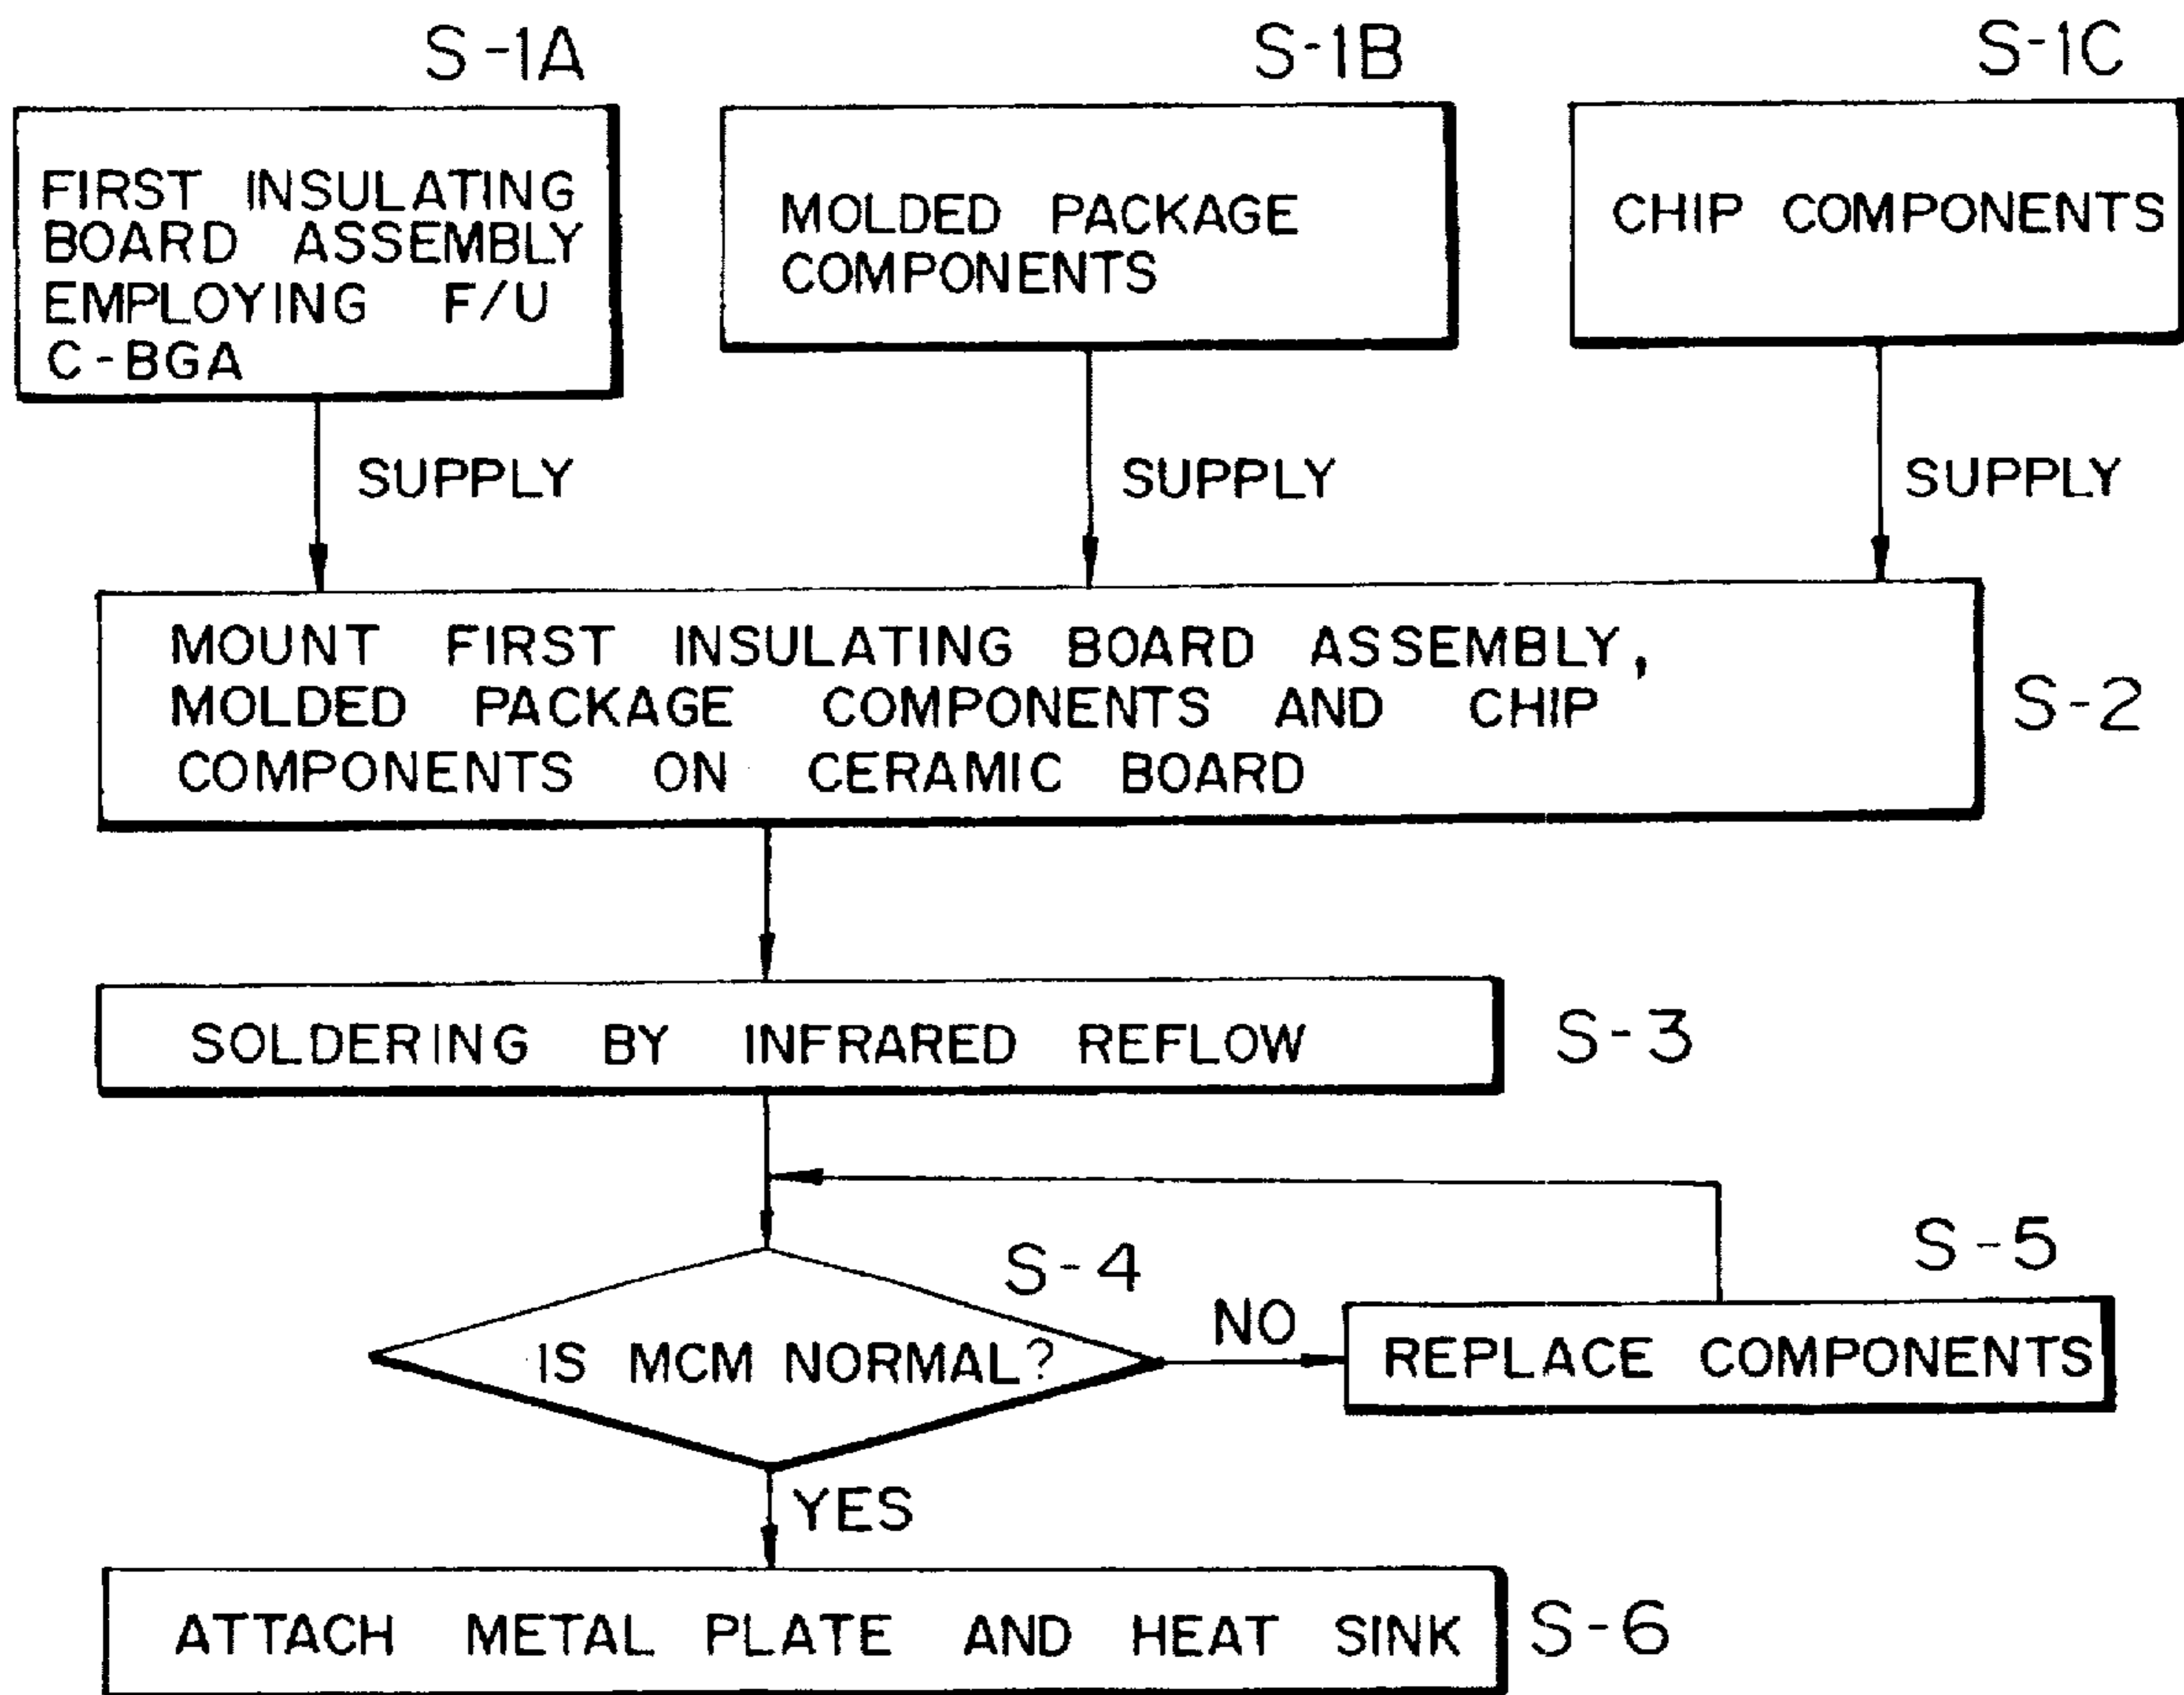 S-1A
S-1B
S-1C
FIRST INSULATING
BOARD ASSEMBLY
EMPLOYING F/U
C-BGA
MOLDED PACKAGE
COMPONENTS
CHIP COMPONENTS
SUPPLY
SUPPLY
SUPPLY
MOUNT FIRST INSULATING BOARD ASSEMBLY,
MOLDED PACKAGE COMPONENTS AND CHIP
COMPONENTS ON CERAMIC BOARD
S-2
SOLDERING BY INFRARED REFLOW
S-3
S-4
IS MCM NORMAL?
NO
S-5
REPLACE COMPONENTS
YES
ATTACH METAL PLATE AND HEAT SINK
S-6